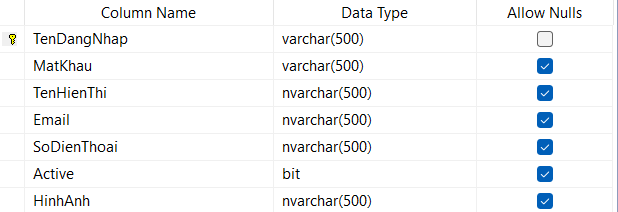 Column Name Data Type Allow Nulls
TenDangNhap varchar(500)
MatKhau varchar(500)
TenHienThi nvarchar(500)
Email nvarchar(500)
SoDienThoai nvarchar(500)
Active bit
HinhAnh nvarchar(500)